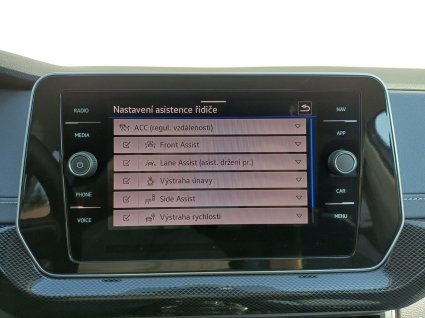 RADIO
MEDIA
PHONE
VOICE
Nastavení asistence řidiče
ACC (regul. vzdálenosti)
Front Assist
Lane Assist (asist. držení pr.)
Výstraha únavy
Side Assist
Výstraha rychlosti
NAV
APP
CAR
MENU